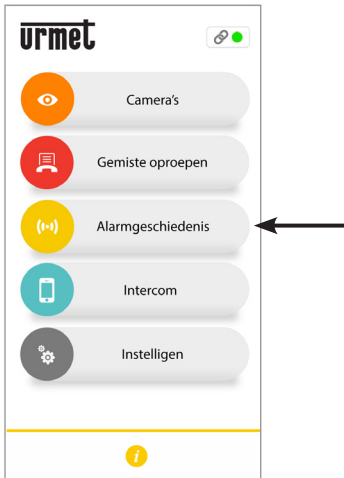 urmet
Camera's
Gemiste oproepen
Alarmgeschiedenis
Intercom
Instelligen
i